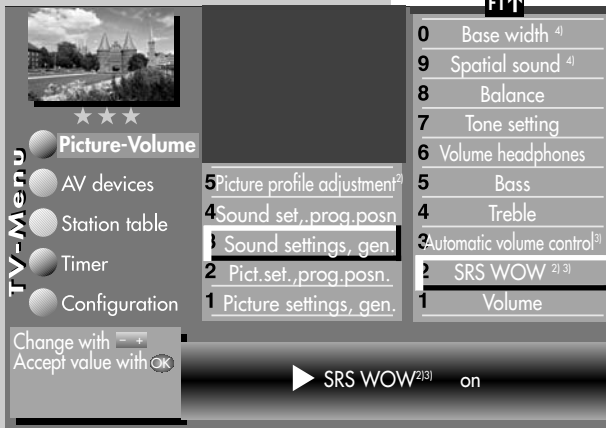 F1↑
TV-Menu
Picture-Volume
AV devices
Station table
Timer
Configuration
5 Picture profile adjustment 2)
4 Sound set,.prog.posn
3 Sound settings, gen.
2 Pict.set.,prog.posn.
1 Picture settings, gen.
0 Base width 4)
9 Spatial sound 4)
8 Balance
7 Tone setting
6 Volume headphones
5 Bass
4 Treble
3 Automatic volume control 3)
2 SRS WOW 2) 3)
1 Volume
Change with - +
Accept value with OK
SRS WOW 2)3) on